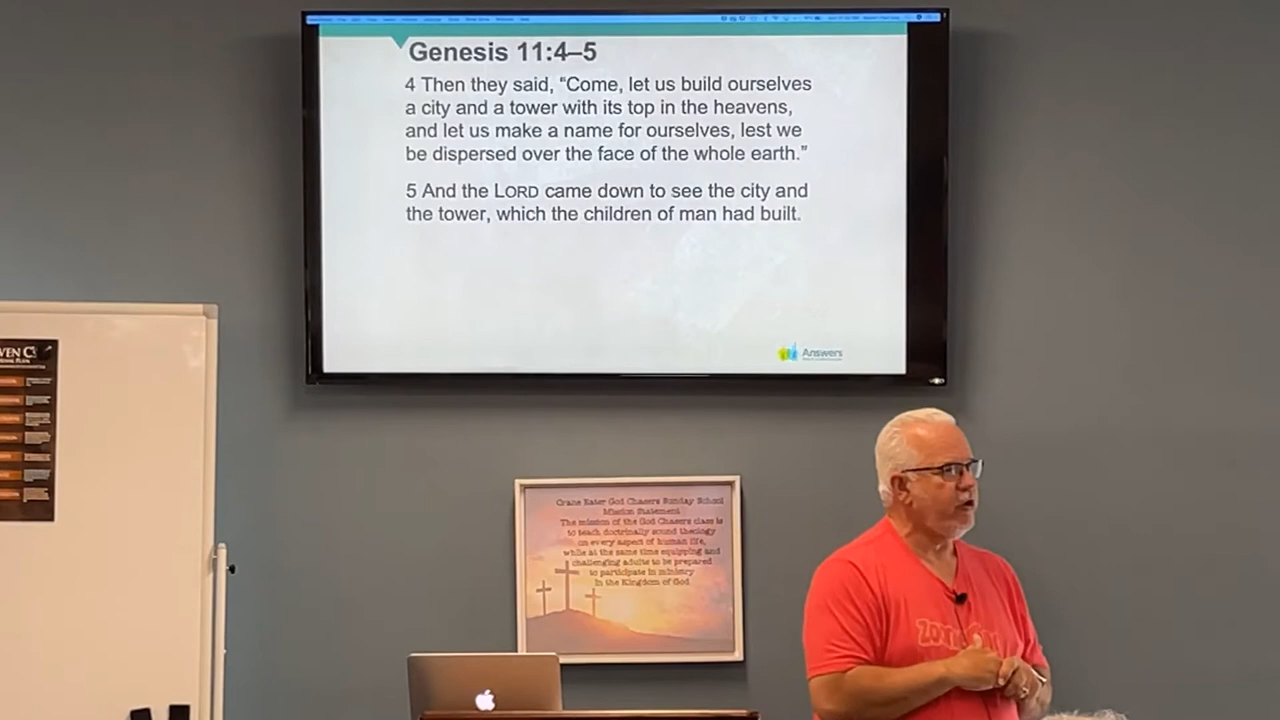 Genesis 11:4–5
4 Then they said, “Come, let us build ourselves
a city and a tower with its top in the heavens,
and let us make a name for ourselves, lest we
be dispersed over the face of the whole earth.”
5 And the LORD came down to see the city and
the tower, which the children of man had built.
Answers
Crane Eater God Chasers Sunday School
Mission Statement
The mission of the God Chasers class is
to teach doctrinally sound theology
on every aspect of human life,
while at the same time equipping and
challenging adults to be prepared
to participate in ministry
in the Kingdom of God